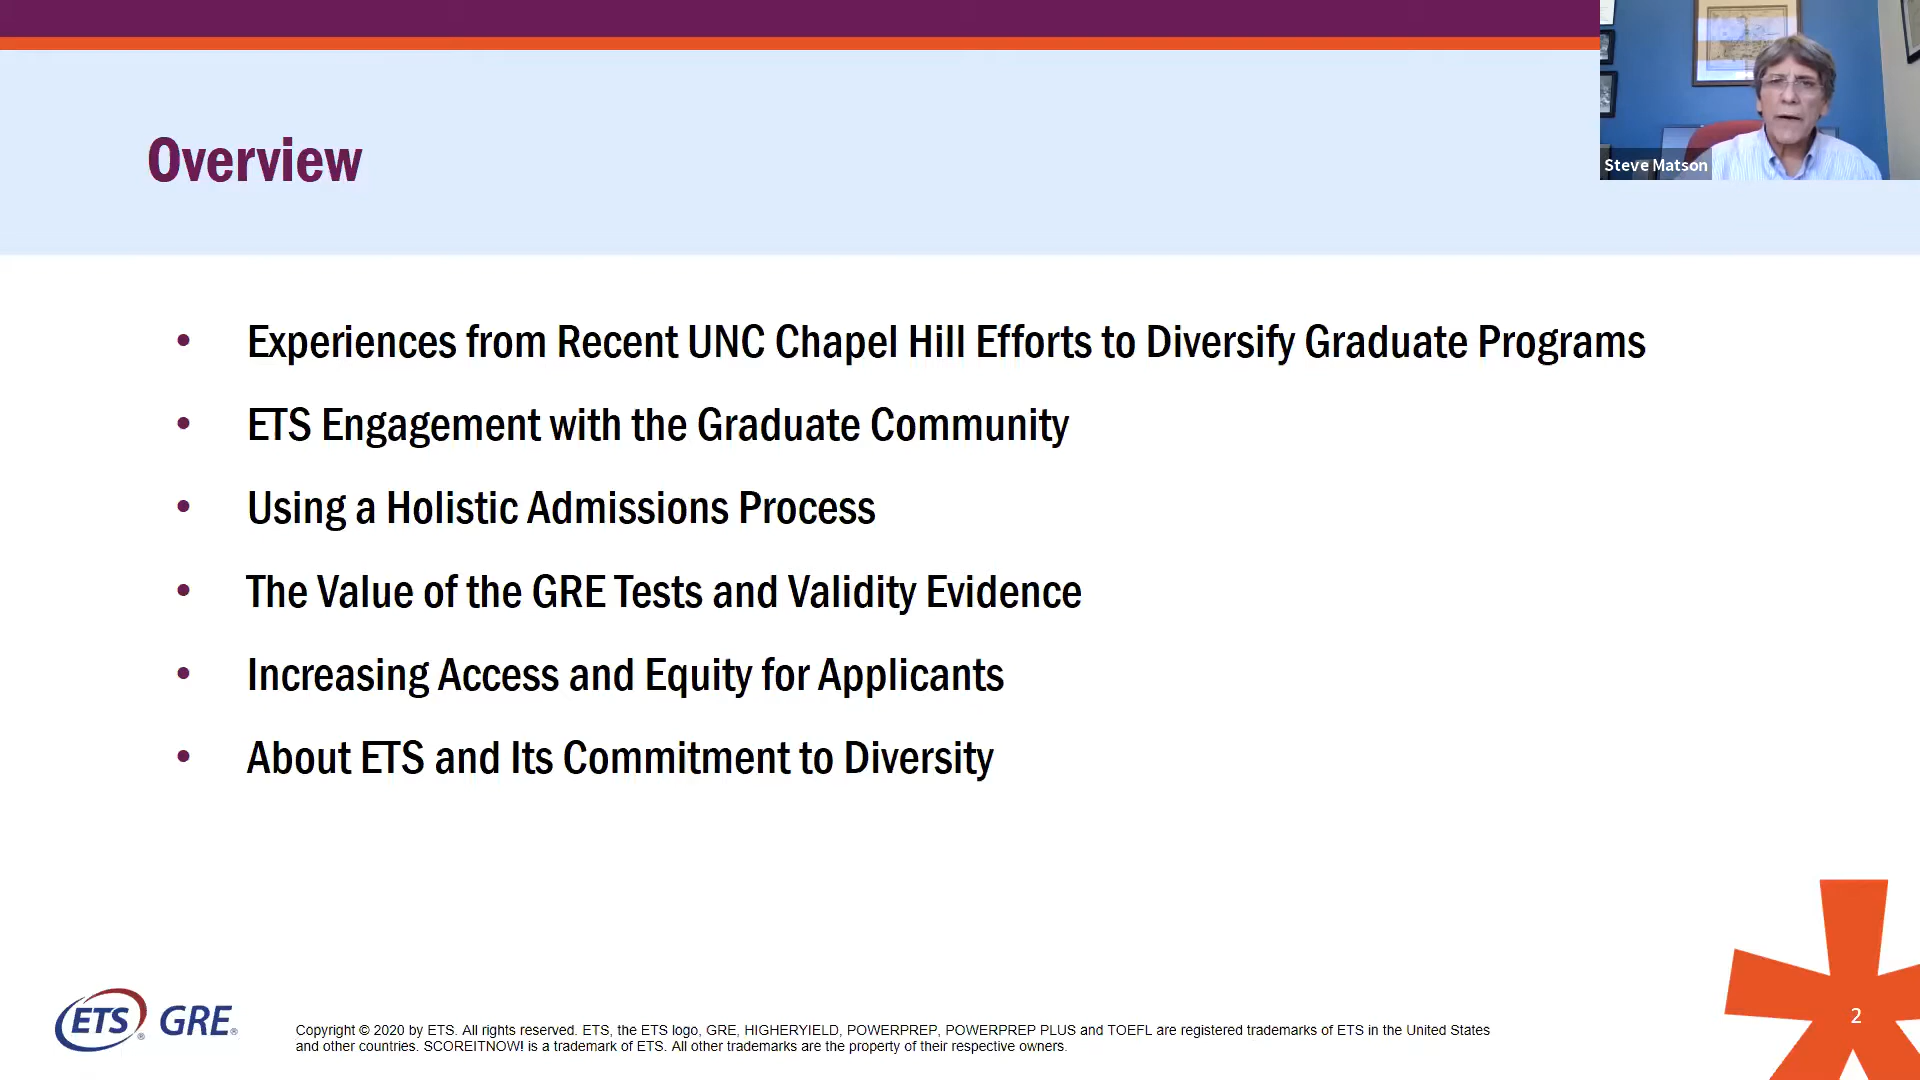 Overview
Steve Matson
• Experiences from Recent UNC Chapel Hill Efforts to Diversify Graduate Programs
• ETS Engagement with the Graduate Community
• Using a Holistic Admissions Process
• The Value of the GRE Tests and Validity Evidence
• Increasing Access and Equity for Applicants
• About ETS and Its Commitment to Diversity
ETS® GRE®
Copyright © 2020 by ETS. All rights reserved. ETS, the ETS logo, GRE, HIGHERYIELD, POWERPREP, POWERPREP PLUS and TOEFL are registered trademarks of ETS in the United States
and other countries. SCOREITNOW! is a trademark of ETS. All other trademarks are the property of their respective owners.
2